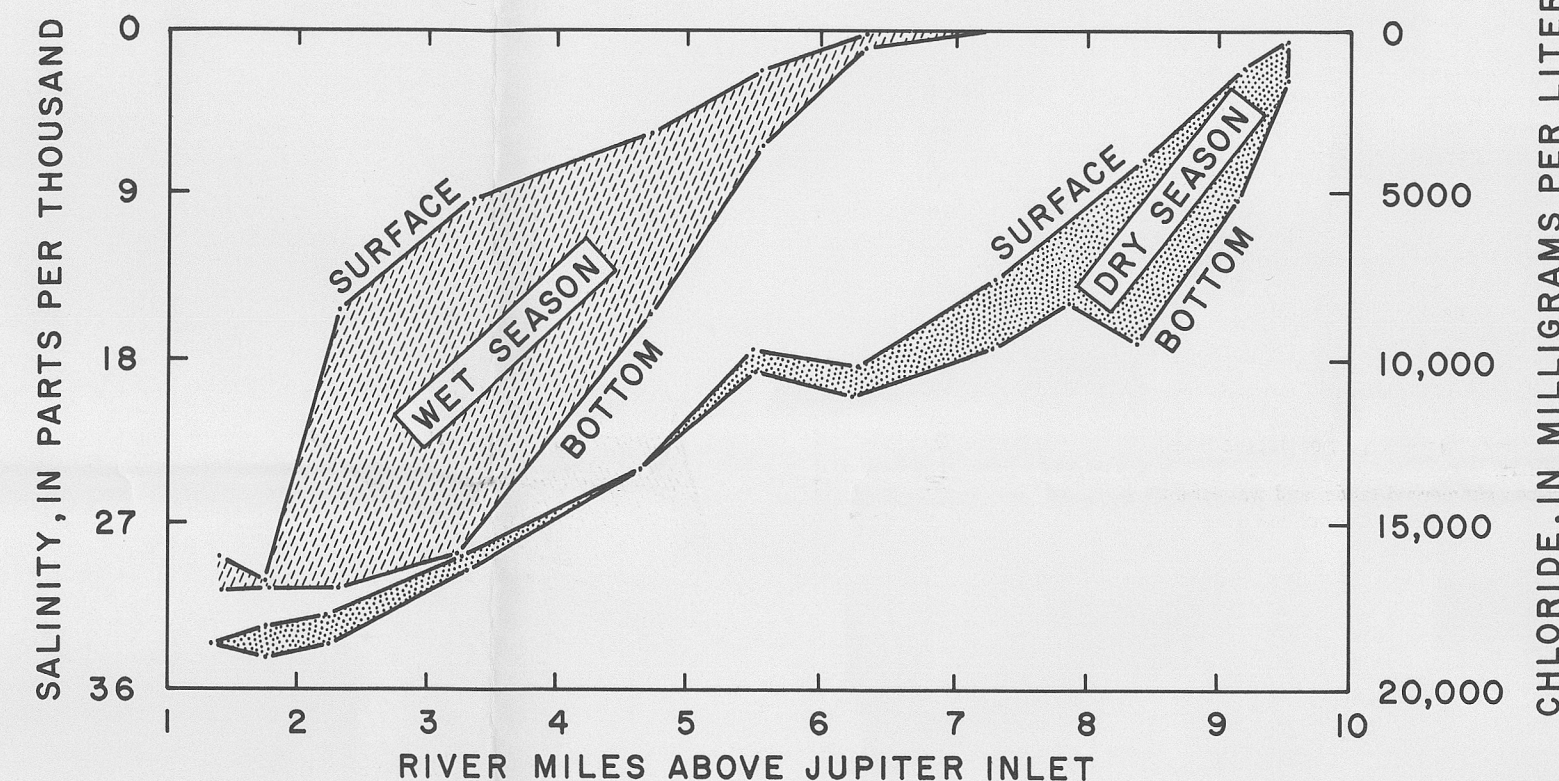 SALINITY, IN PARTS PER THOUSAND
0
9
18
27
36
SURFACE
WET SEASON
BOTTOM
SURFACE
DRY SEASON
BOTTOM
0
5000
10,000
15,000
20,000
CHLORIDE, IN MILLIGRAMS PER LITER
1 2 3 4 5 6 7 8 9 10
RIVER MILES ABOVE JUPITER INLET